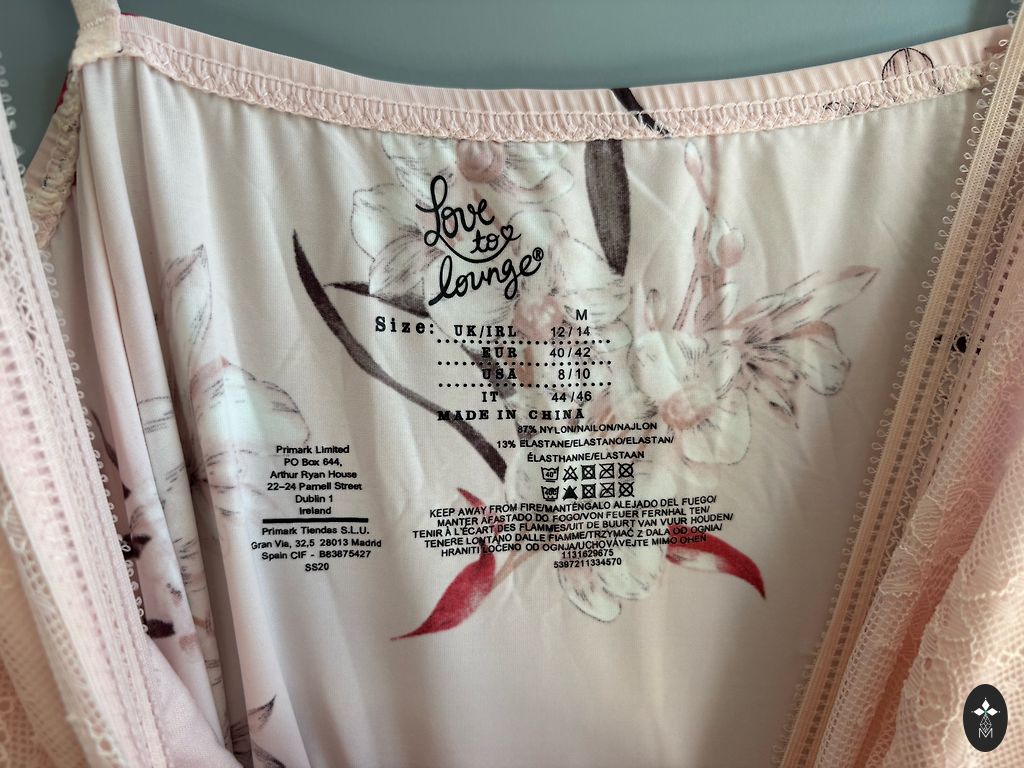 Love
to
lounge®
M
Size: UK/IRL 12 / 14
EUR 40 / 42
USA 8 / 10
IT 44 / 46
MADE IN CHINA
87% NYLON/NAILON/NAJLON
13% ELASTANE/ELASTANO/ELASTAN/
ÉLASTHANNE/ELASTAAN
40°
KEEP AWAY FROM FIRE/MANTÉNGALO ALEJADO DEL FUEGO/
MANTER AFASTADO DO FOGO/VON FEUER FERNHALTEN/
TENIR À L'ÉCART DES FLAMMES/UIT DE BUURT VAN VUUR HOUDEN/
TENERE LONTANO DALLE FIAMME/TRZYMAĆ Z DALA OD OGNIA/
HRANITI LOČENO OD OGNJA/UCHOVÁVEJTE MIMO OHEŇ
1131629675
5397211334570
Primark Limited
PO Box 644,
Arthur Ryan House
22–24 Parnell Street
Dublin 1
Ireland
Primark Tiendas S.L.U.
Gran Via, 32,5 28013 Madrid
Spain CIF - B83875427
SS20
M